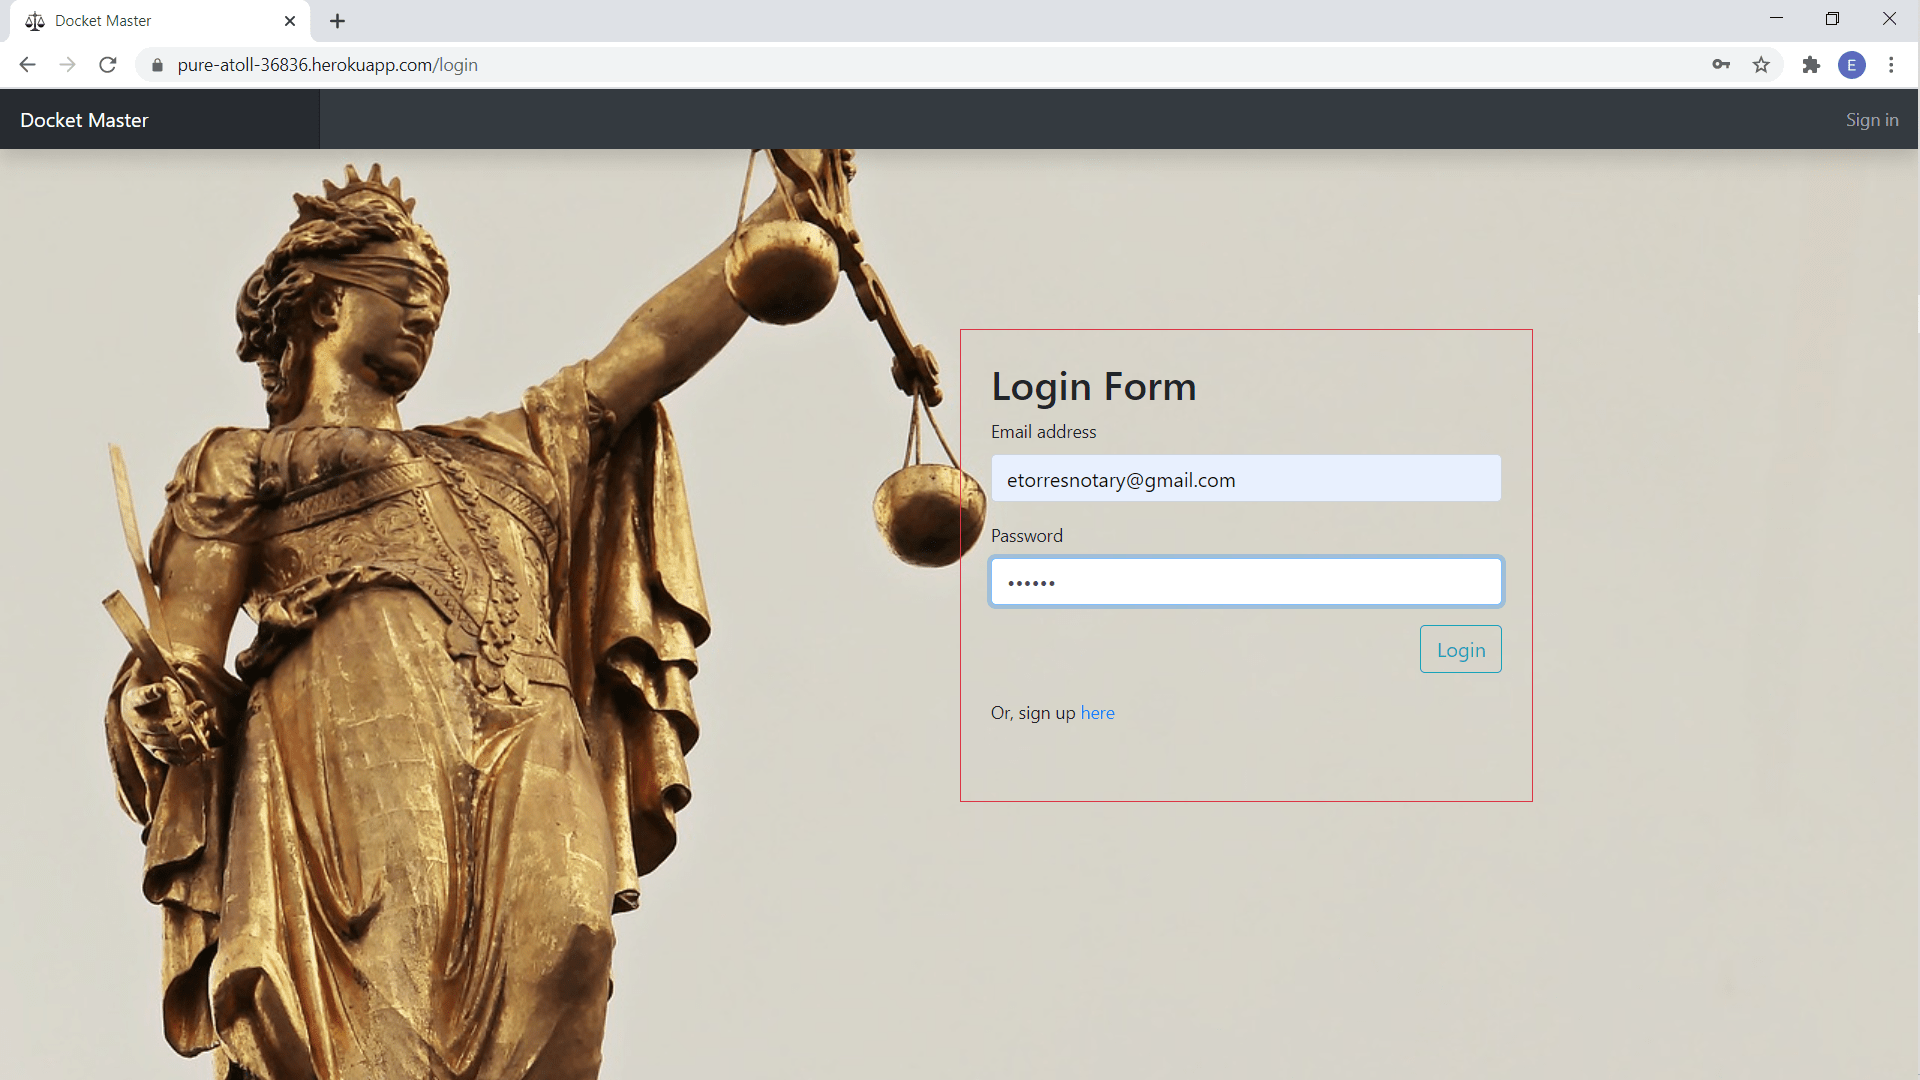 Docket Master
pure-atoll-36836.herokuapp.com/login
E
Docket Master
Sign in
Login Form
Email address
etorresnotary@gmail.com
Password
••••••
Login
Or, sign up here